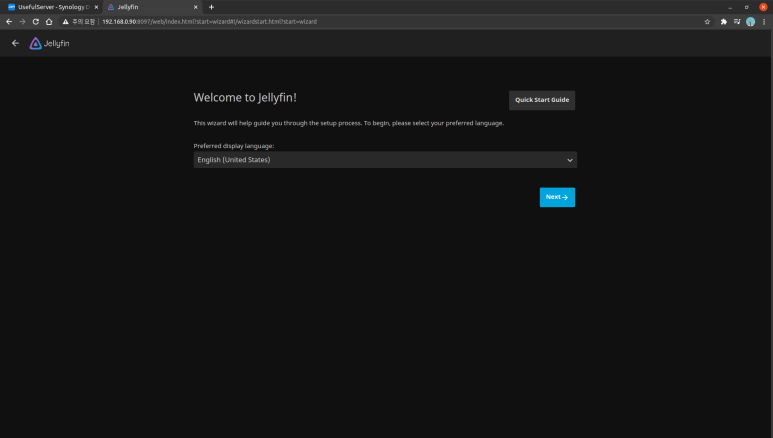 UsefulServer - Synology D
Jellyfin
주의 요함 | 192.168.0.90:8097/web/index.html?start=wizard#!/wizardstart.html?start=wizard
Jellyfin
Welcome to Jellyfin!
Quick Start Guide
This wizard will help guide you through the setup process. To begin, please select your preferred language.
Preferred display language:
English (United States)
Next